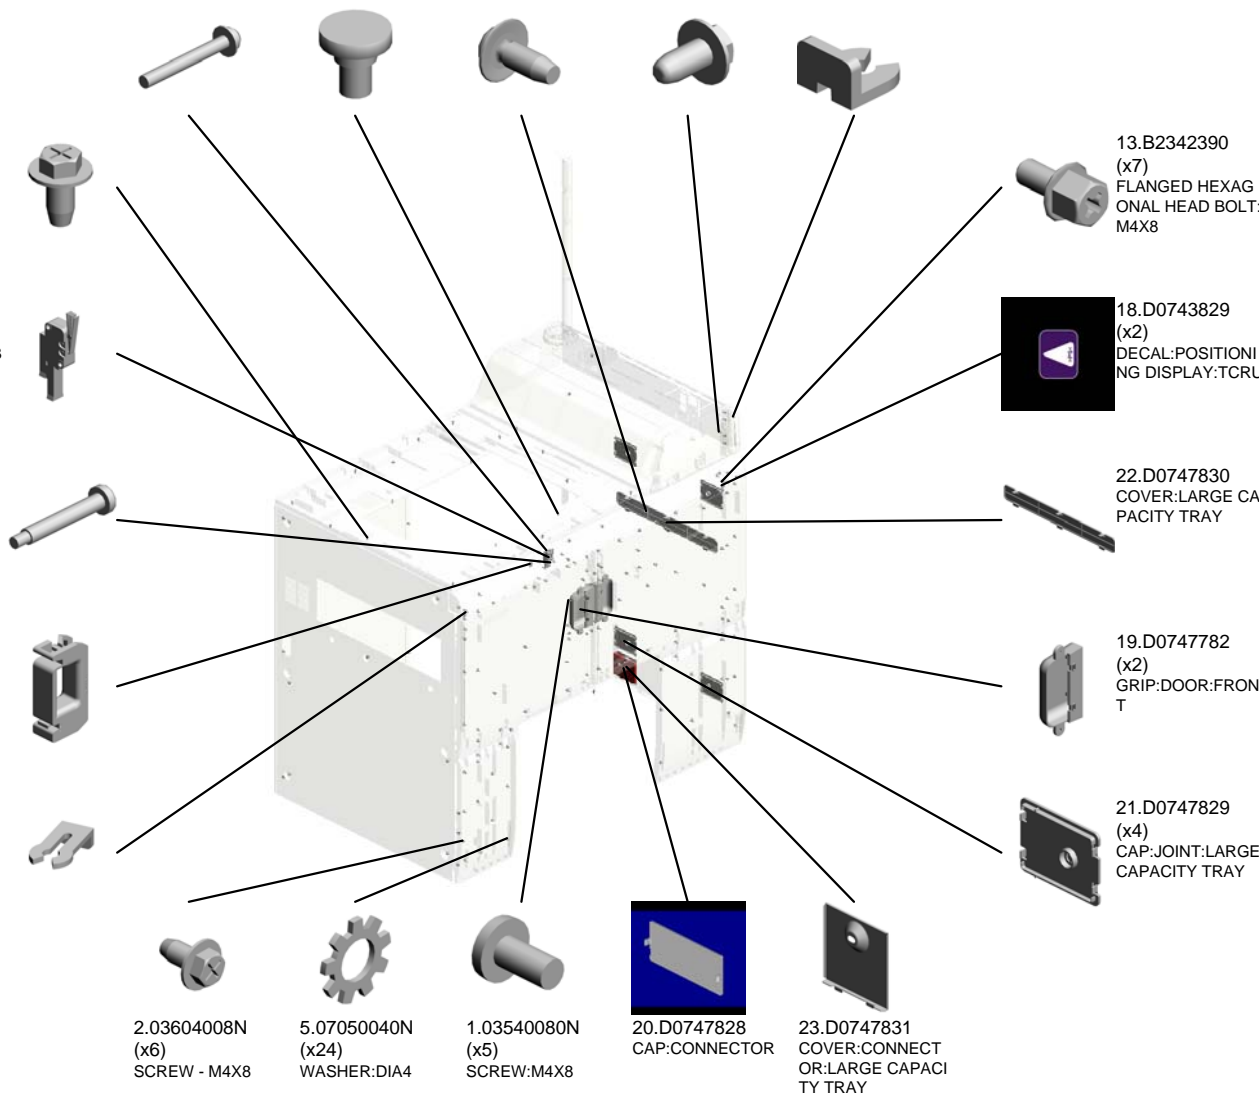 13.B2342390
(x7)
FLANGED HEXAG
ONAL HEAD BOLT:
M4X8
18.D0743829
(x2)
DECAL:POSITIONI
NG DISPLAY:TCRU
22.D0747830
COVER:LARGE CA
PACITY TRAY
19.D0747782
(x2)
GRIP:DOOR:FRON
T
21.D0747829
(x4)
CAP:JOINT:LARGE
CAPACITY TRAY
2.03604008N
(x6)
SCREW - M4X8
5.07050040N
(x24)
WASHER:DIA4
1.03540080N
(x5)
SCREW:M4X8
20.D0747828
CAP:CONNECTOR
23.D0747831
COVER:CONNECT
OR:LARGE CAPACI
TY TRAY